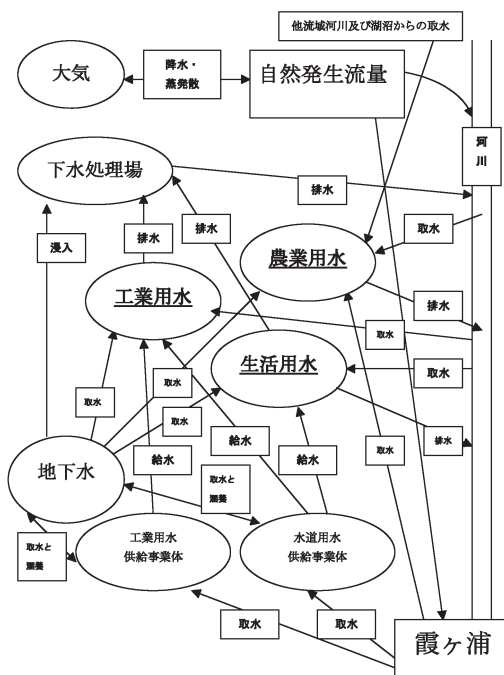 他流域河川及び湖沼からの取水
大気
降水・
蒸発散
自然発生流量
河
川
下水処理場
排水
排水
排水
取水
浸入
農業用水
工業用水
排水
取水
生活用水
取水
取水
取水
取水
排水
給水
給水
給水
取水
地下水
取水と
涵養
取水と
涵養
工業用水
供給事業体
水道用水
供給事業体
取水
取水
霞ヶ浦